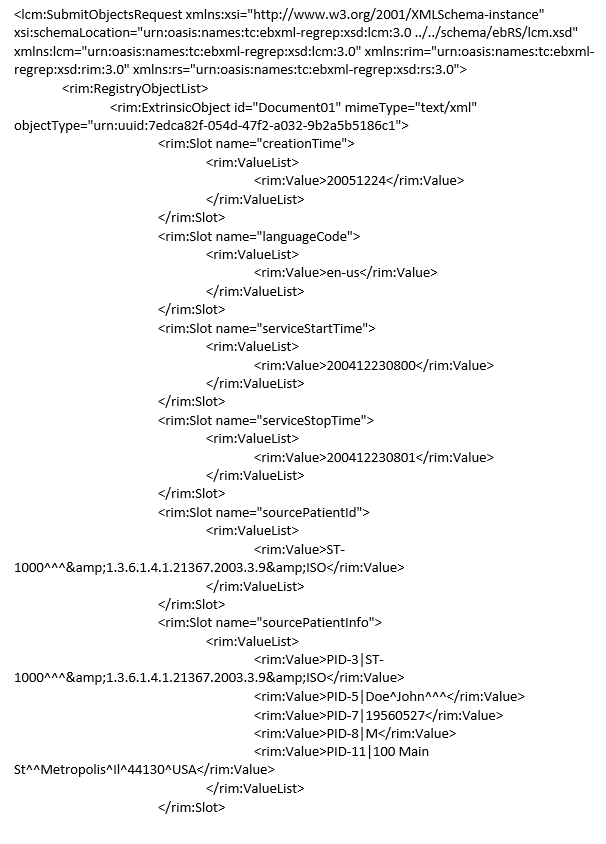 <lcm:SubmitObjectsRequest xmlns:xsi="http://www.w3.org/2001/XMLSchema-instance"
xsi:schemaLocation="urn:oasis:names:tc:ebxml-regrep:xsd:lcm:3.0 ../../schema/ebRS/lcm.xsd"
xmlns:lcm="urn:oasis:names:tc:ebxml-regrep:xsd:lcm:3.0" xmlns:rim="urn:oasis:names:tc:ebxml-
regrep:xsd:rim:3.0" xmlns:rs="urn:oasis:names:tc:ebxml-regrep:xsd:rs:3.0">
<rim:RegistryObjectList>
<rim:ExtrinsicObject id="Document01" mimeType="text/xml"
objectType="urn:uuid:7edca82f-054d-47f2-a032-9b2a5b5186c1">
<rim:Slot name="creationTime">
<rim:ValueList>
<rim:Value>20051224</rim:Value>
</rim:ValueList>
</rim:Slot>
<rim:Slot name="languageCode">
<rim:ValueList>
<rim:Value>en-us</rim:Value>
</rim:ValueList>
</rim:Slot>
<rim:Slot name="serviceStartTime">
<rim:ValueList>
<rim:Value>200412230800</rim:Value>
</rim:ValueList>
</rim:Slot>
<rim:Slot name="serviceStopTime">
<rim:ValueList>
<rim:Value>200412230801</rim:Value>
</rim:ValueList>
</rim:Slot>
<rim:Slot name="sourcePatientId">
<rim:ValueList>
<rim:Value>ST-
1000^^^&amp;1.3.6.1.4.1.21367.2003.3.9&amp;ISO</rim:Value>
</rim:ValueList>
</rim:Slot>
<rim:Slot name="sourcePatientInfo">
<rim:ValueList>
<rim:Value>PID-3|ST-
1000^^^&amp;1.3.6.1.4.1.21367.2003.3.9&amp;ISO</rim:Value>
<rim:Value>PID-5|Doe^John^^^</rim:Value>
<rim:Value>PID-7|19560527</rim:Value>
<rim:Value>PID-8|M</rim:Value>
<rim:Value>PID-11|100 Main
St^^Metropolis^Il^44130^USA</rim:Value>
</rim:ValueList>
</rim:Slot>